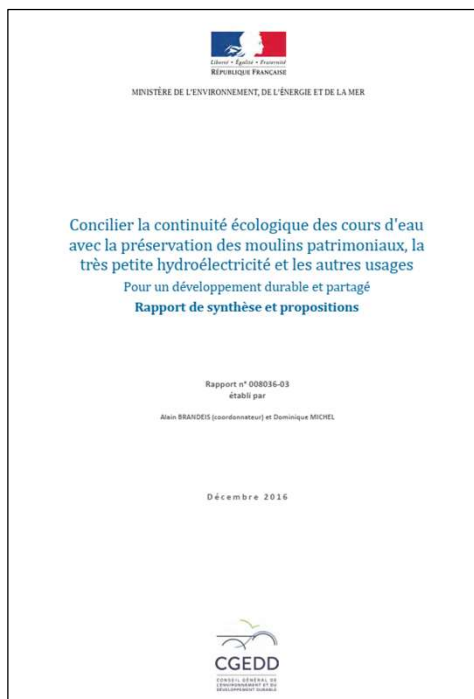 Liberté • Égalité • Fraternité
RÉPUBLIQUE FRANÇAISE
MINISTÈRE DE L'ENVIRONNEMENT, DE L'ÉNERGIE ET DE LA MER
Concilier la continuité écologique des cours d'eau
avec la préservation des moulins patrimoniaux, la
très petite hydroélectricité et les autres usages
Pour un développement durable et partagé
Rapport de synthèse et propositions
Rapport n° 008036-03
établi par
Alain BRANDEIS (coordonnateur) et Dominique MICHEL
Décembre 2016
CGEDD
CONSEIL GÉNÉRAL DE
L'ENVIRONNEMENT ET DU
DÉVELOPPEMENT DURABLE